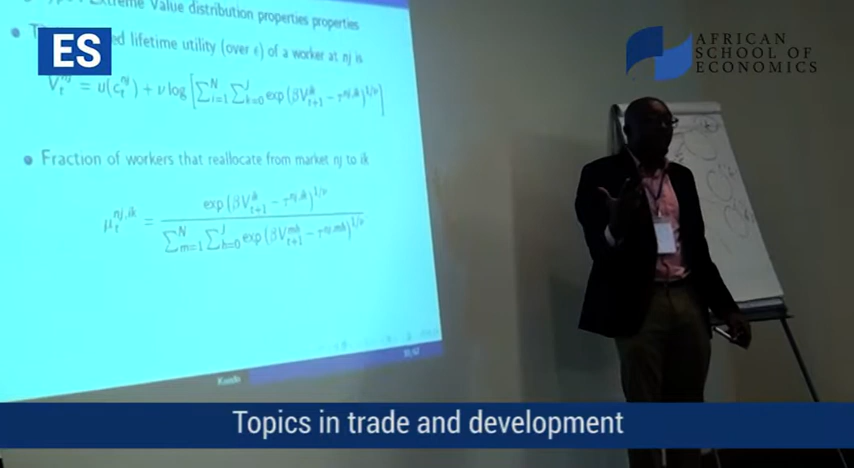 Extreme Value distribution properties properties
ES
ed lifetime utility (over ϵ) of a worker at nj is
V_t^{nj} = u(c_t^{nj}) + ν log [∑_{i=1}^N ∑_{k=0}^J exp (βV_{t+1}^{ik} − τ^{nj,ik})^{1/ν}]
● Fraction of workers that reallocate from market nj to ik
μ_t^{nj,ik} = exp (βV_{t+1}^{ik} − τ^{nj,ik})^{1/ν} / ∑_{m=1}^N ∑_{h=0}^J exp (βV_{t+1}^{mh} − τ^{nj,mh})^{1/ν}
AFRICAN
SCHOOL OF
ECONOMICS
Topics in trade and development